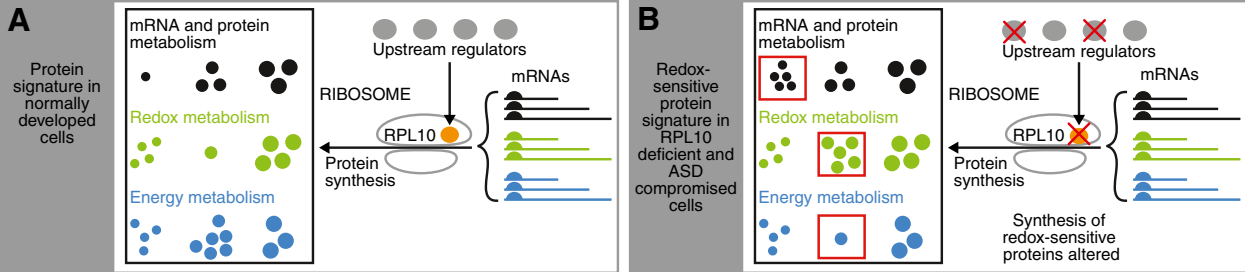 A
Protein
signature in
normally
developed
cells
mRNA and protein
metabolism
Redox metabolism
Energy metabolism
Upstream regulators
RIBOSOME
mRNAs
RPL10
Protein
synthesis
B
Redox-
sensitive
protein
signature in
RPL10
deficient and
ASD
compromised
cells
mRNA and protein
metabolism
Redox metabolism
Energy metabolism
Upstream regulators
RIBOSOME
mRNAs
RPL10
Protein
synthesis
Synthesis of
redox-sensitive
proteins altered